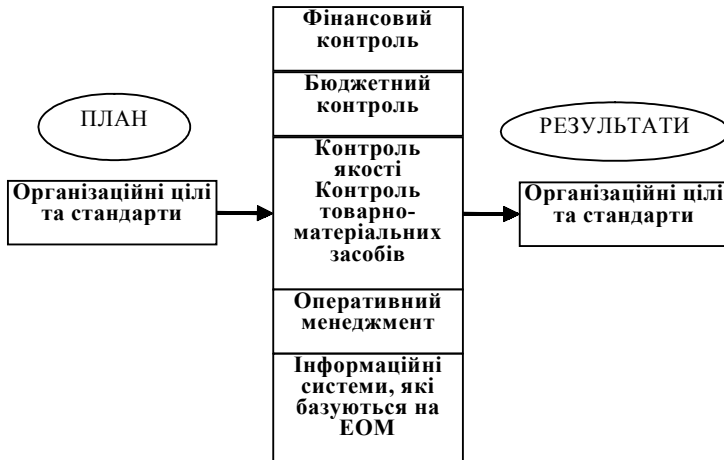 ПЛАН
Організаційні цілі
та стандарти
Фінансовий
контроль
Бюджетний
контроль
Контроль
якості
Контроль
товарно-
матеріальних
засобів
Оперативний
менеджмент
Інформаційні
системи, які
базуються на
ЕОМ
РЕЗУЛЬТАТИ
Організаційні цілі
та стандарти